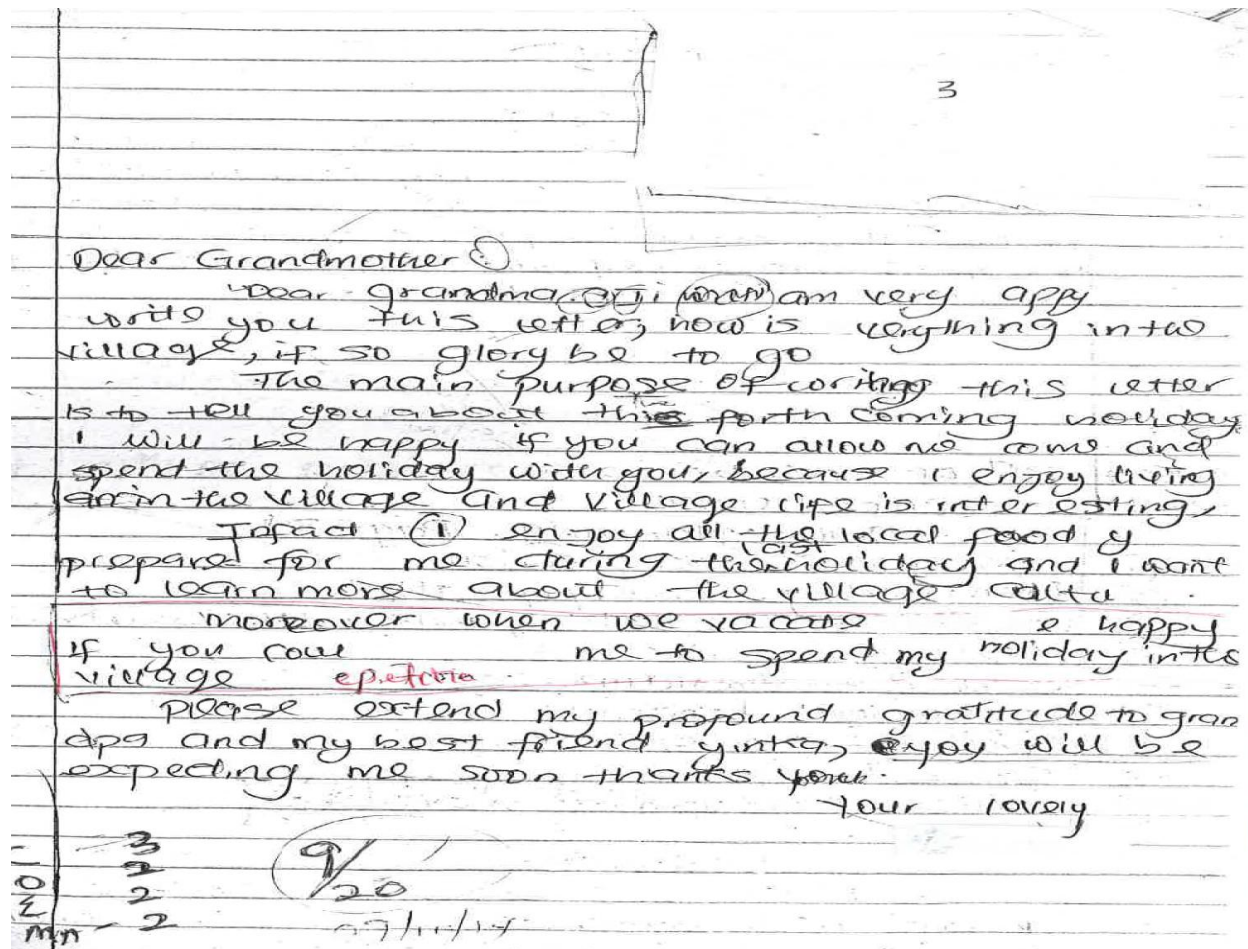 3
Dear Grandmother
Dear grandma am very appy
write you this letter, how is verything in the
village, if so glory be to go
The main purpose of writing this letter
is to tell you about this forth coming holiday
I will be happy if you can allow me come and
spend the holiday with you, because i enjoy living
in the village and village life is interesting,
Infact i enjoy all the local food y
prepare for me during the last holiday and i want
to learn more about the village cultu
moreover when we vacate e happy
if you coul me to spend my holiday in the
village
please extend my profound gratitude to gran
dpa and my best friend yinka, will be
expecting me soon thanks
Your lovely
3
2
2
2
9/20